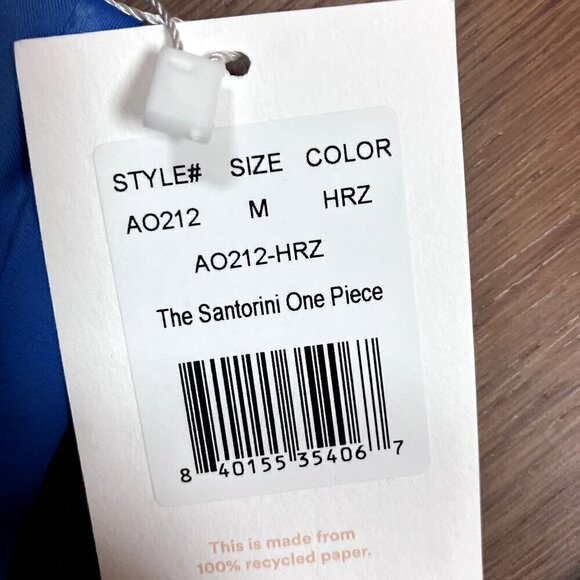 STYLE# SIZE COLOR
AO212 M HRZ
AO212-HRZ
The Santorini One Piece
8 40155 35406 7
This is made from
100% recycled paper.